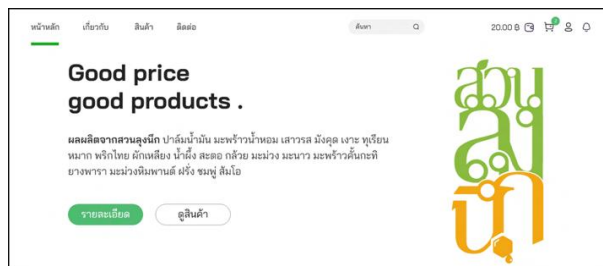 หน้าหลัก เกี่ยวกับ สินค้า ติดต่อ ค้นหา 20.00 ฿
Good price
good products .
ผลผลิตจากสวนลุงนึก ปาล์มน้ำมัน มะพร้าวน้ำหอม เสาวรส มังคุด เงาะ ทุเรียน
หมาก พริกไทย ผักเหลียง น้ำผึ้ง สะตอ กล้วย มะม่วง มะนาว มะพร้าวคั้นกะทิ
ยางพารา มะม่วงหิมพานต์ ฝรั่ง ชมพู่ ส้มโอ
รายละเอียด ดูสินค้า
สวน
ลุง
นึก